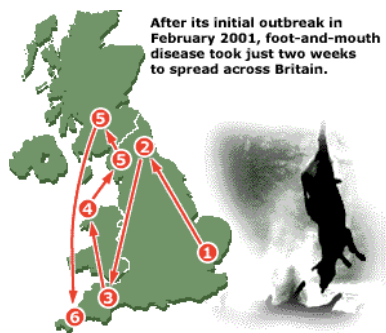 After its initial outbreak in
February 2001, foot-and-mouth
disease took just two weeks
to spread across Britain.
5
5
2
4
1
3
6